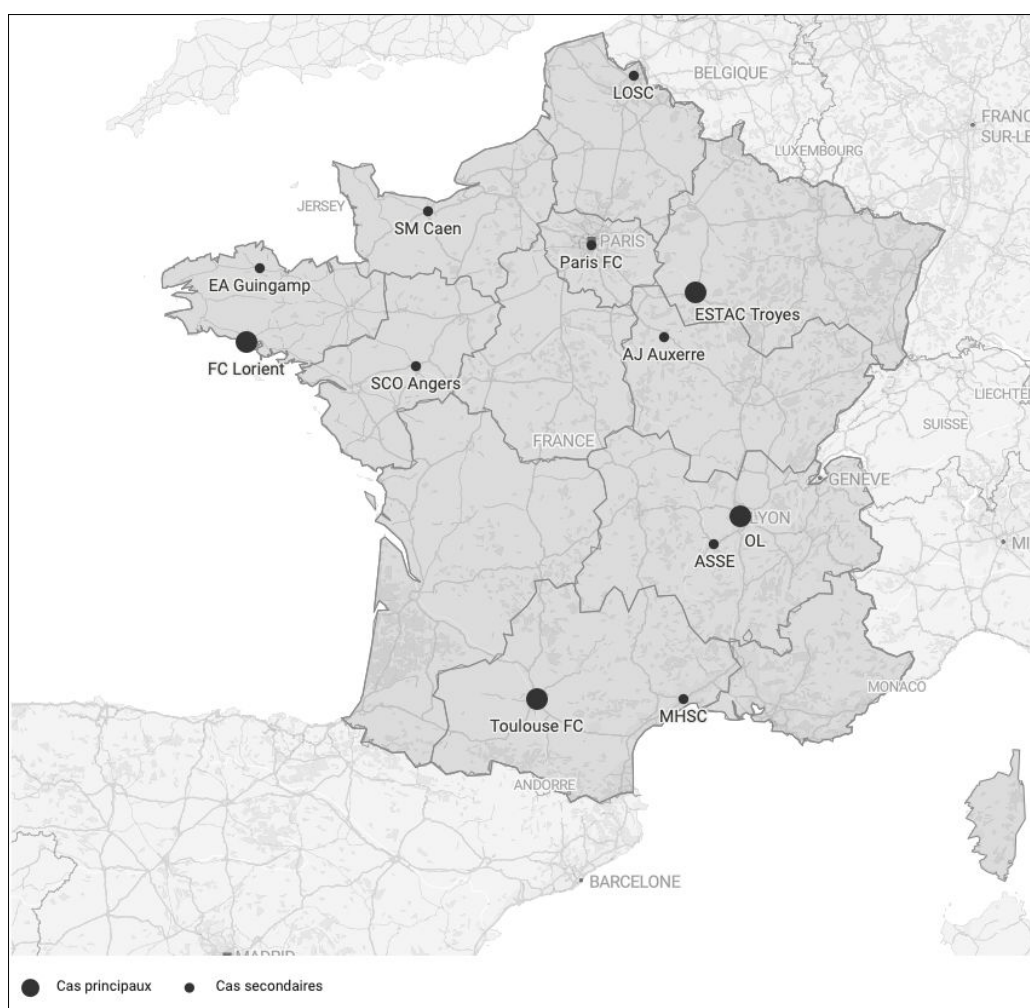 BELGIQUE
LOSC
FRANC
SUR-LE
LUXEMBOURG
JERSEY
SM Caen
PARIS
Paris FC
EA Guingamp
ESTAC Troyes
AJ Auxerre
FC Lorient
SCO Angers
LIECHTEN
SUISSE
FRANCE
GENÈVE
LYON
OL
MI
ASSE
MONACO
MHSC
Toulouse FC
ANDORRE
BARCELONE
MADRID
Cas principaux
Cas secondaires